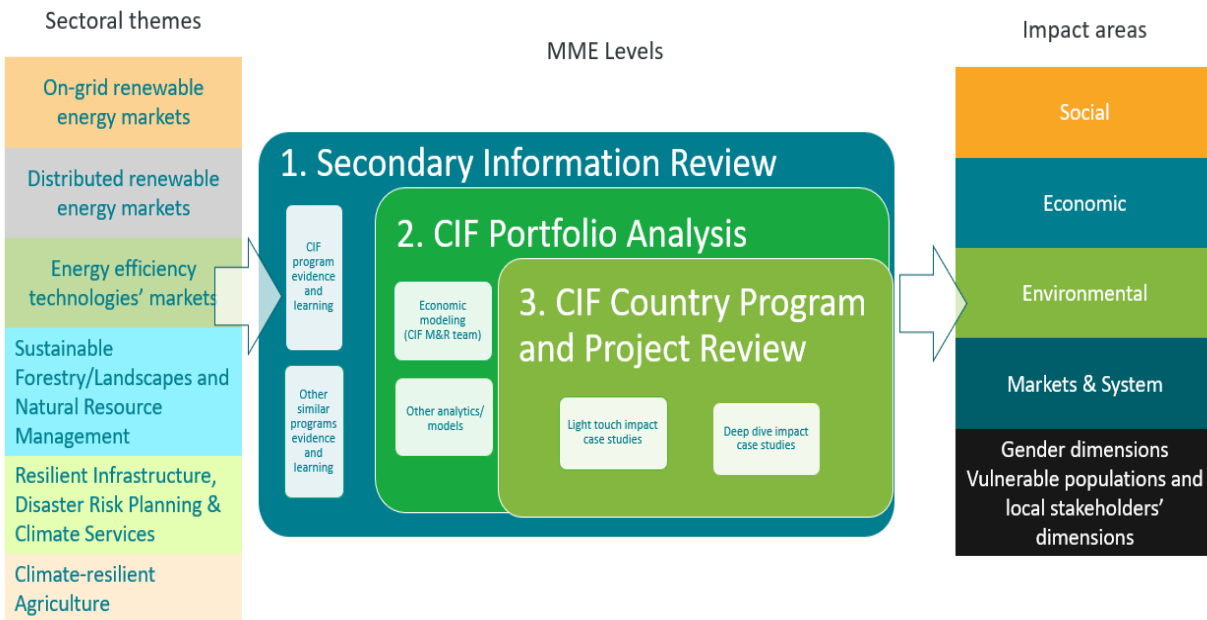 Sectoral themes
On-grid renewable
energy markets
Distributed renewable
energy markets
Energy efficiency
technologies’ markets
Sustainable
Forestry/Landscapes and
Natural Resource
Management
Resilient Infrastructure,
Disaster Risk Planning &
Climate Services
Climate-resilient
Agriculture
MME Levels
1. Secondary Information Review
CIF
program
evidence
and
learning
Other
similar
programs
evidence
and
learning
2. CIF Portfolio Analysis
Economic
modeling
(CIF M&R team)
Other analytics/
models
3. CIF Country Program
and Project Review
Light touch impact
case studies
Deep dive impact
case studies
Impact areas
Social
Economic
Environmental
Markets & System
Gender dimensions
Vulnerable populations and
local stakeholders’
dimensions